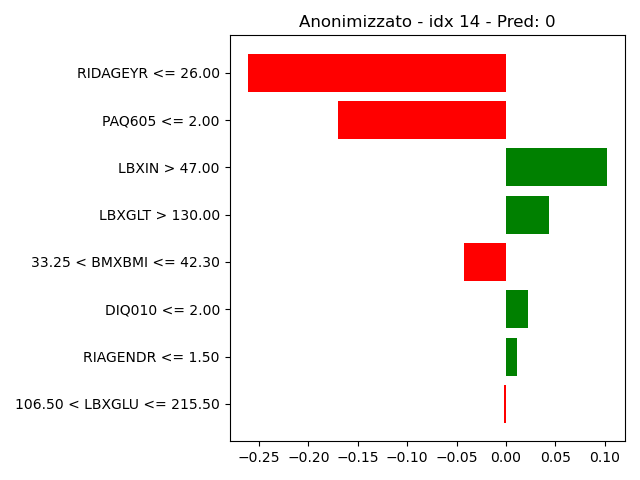 Anonimizzato - idx 14 - Pred: 0
RIDAGEYR <= 26.00
PAQ605 <= 2.00
LBXIN > 47.00
LBXGLT > 130.00
33.25 < BMXBMI <= 42.30
DIQ010 <= 2.00
RIAGENDR <= 1.50
106.50 < LBXGLU <= 215.50
−0.25 −0.20 −0.15 −0.10 −0.05 0.00 0.05 0.10